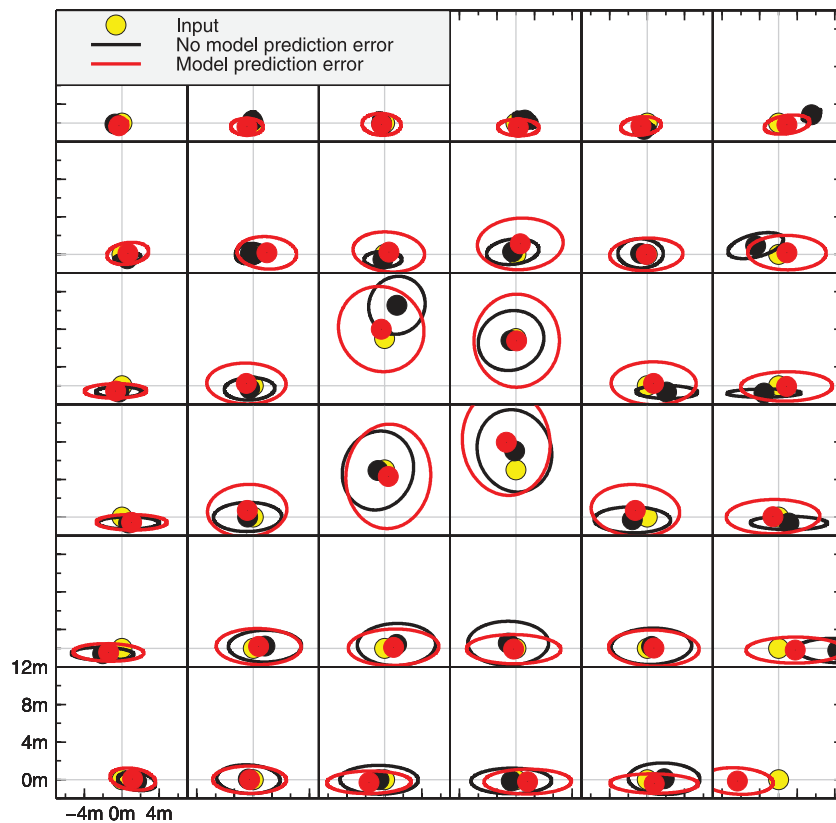 Input
No model prediction error
Model prediction error
12m
8m
4m
0m
−4m 0m 4m